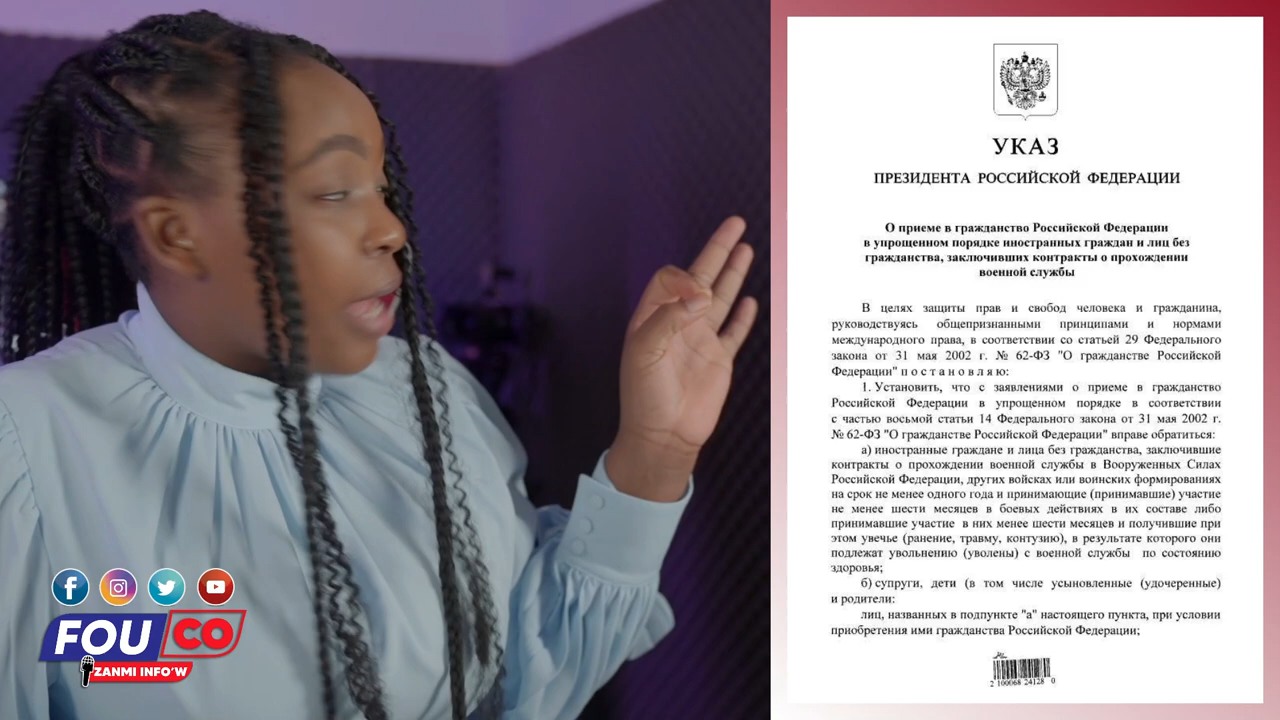 УКАЗ
ПРЕЗИДЕНТА РОССИЙСКОЙ ФЕДЕРАЦИИ
О приеме в гражданство Российской Федерации
в упрощенном порядке иностранных граждан и лиц без
гражданства, заключивших контракты о прохождении
военной службы
В целях защиты прав и свобод человека и гражданина,
руководствуясь общепризнанными принципами и нормами
международного права, в соответствии со статьей 29 Федерального
закона от 31 мая 2002 г. № 62-ФЗ "О гражданстве Российской
Федерации" п о с т а н о в л я ю:
1. Установить, что с заявлениями о приеме в гражданство
Российской Федерации в упрощенном порядке в соответствии
с частью восьмой статьи 14 Федерального закона от 31 мая 2002 г.
№ 62-ФЗ "О гражданстве Российской Федерации" вправе обратиться:
а) иностранные граждане и лица без гражданства, заключившие
контракты о прохождении военной службы в Вооруженных Силах
Российской Федерации, других войсках или воинских формированиях
на срок не менее одного года и принимающие (принимавшие) участие
не менее шести месяцев в боевых действиях в их составе либо
принимавшие участие в них менее шести месяцев и получившие при
этом увечье (ранение, травму, контузию), в результате которого они
подлежат увольнению (уволены) с военной службы по состоянию
здоровья;
б) супруги, дети (в том числе усыновленные (удочеренные)
и родители:
лиц, названных в подпункте "а" настоящего пункта, при условии
приобретения ими гражданства Российской Федерации;
2 100068 24128 0
FOU CO
ZANMI INFO'W